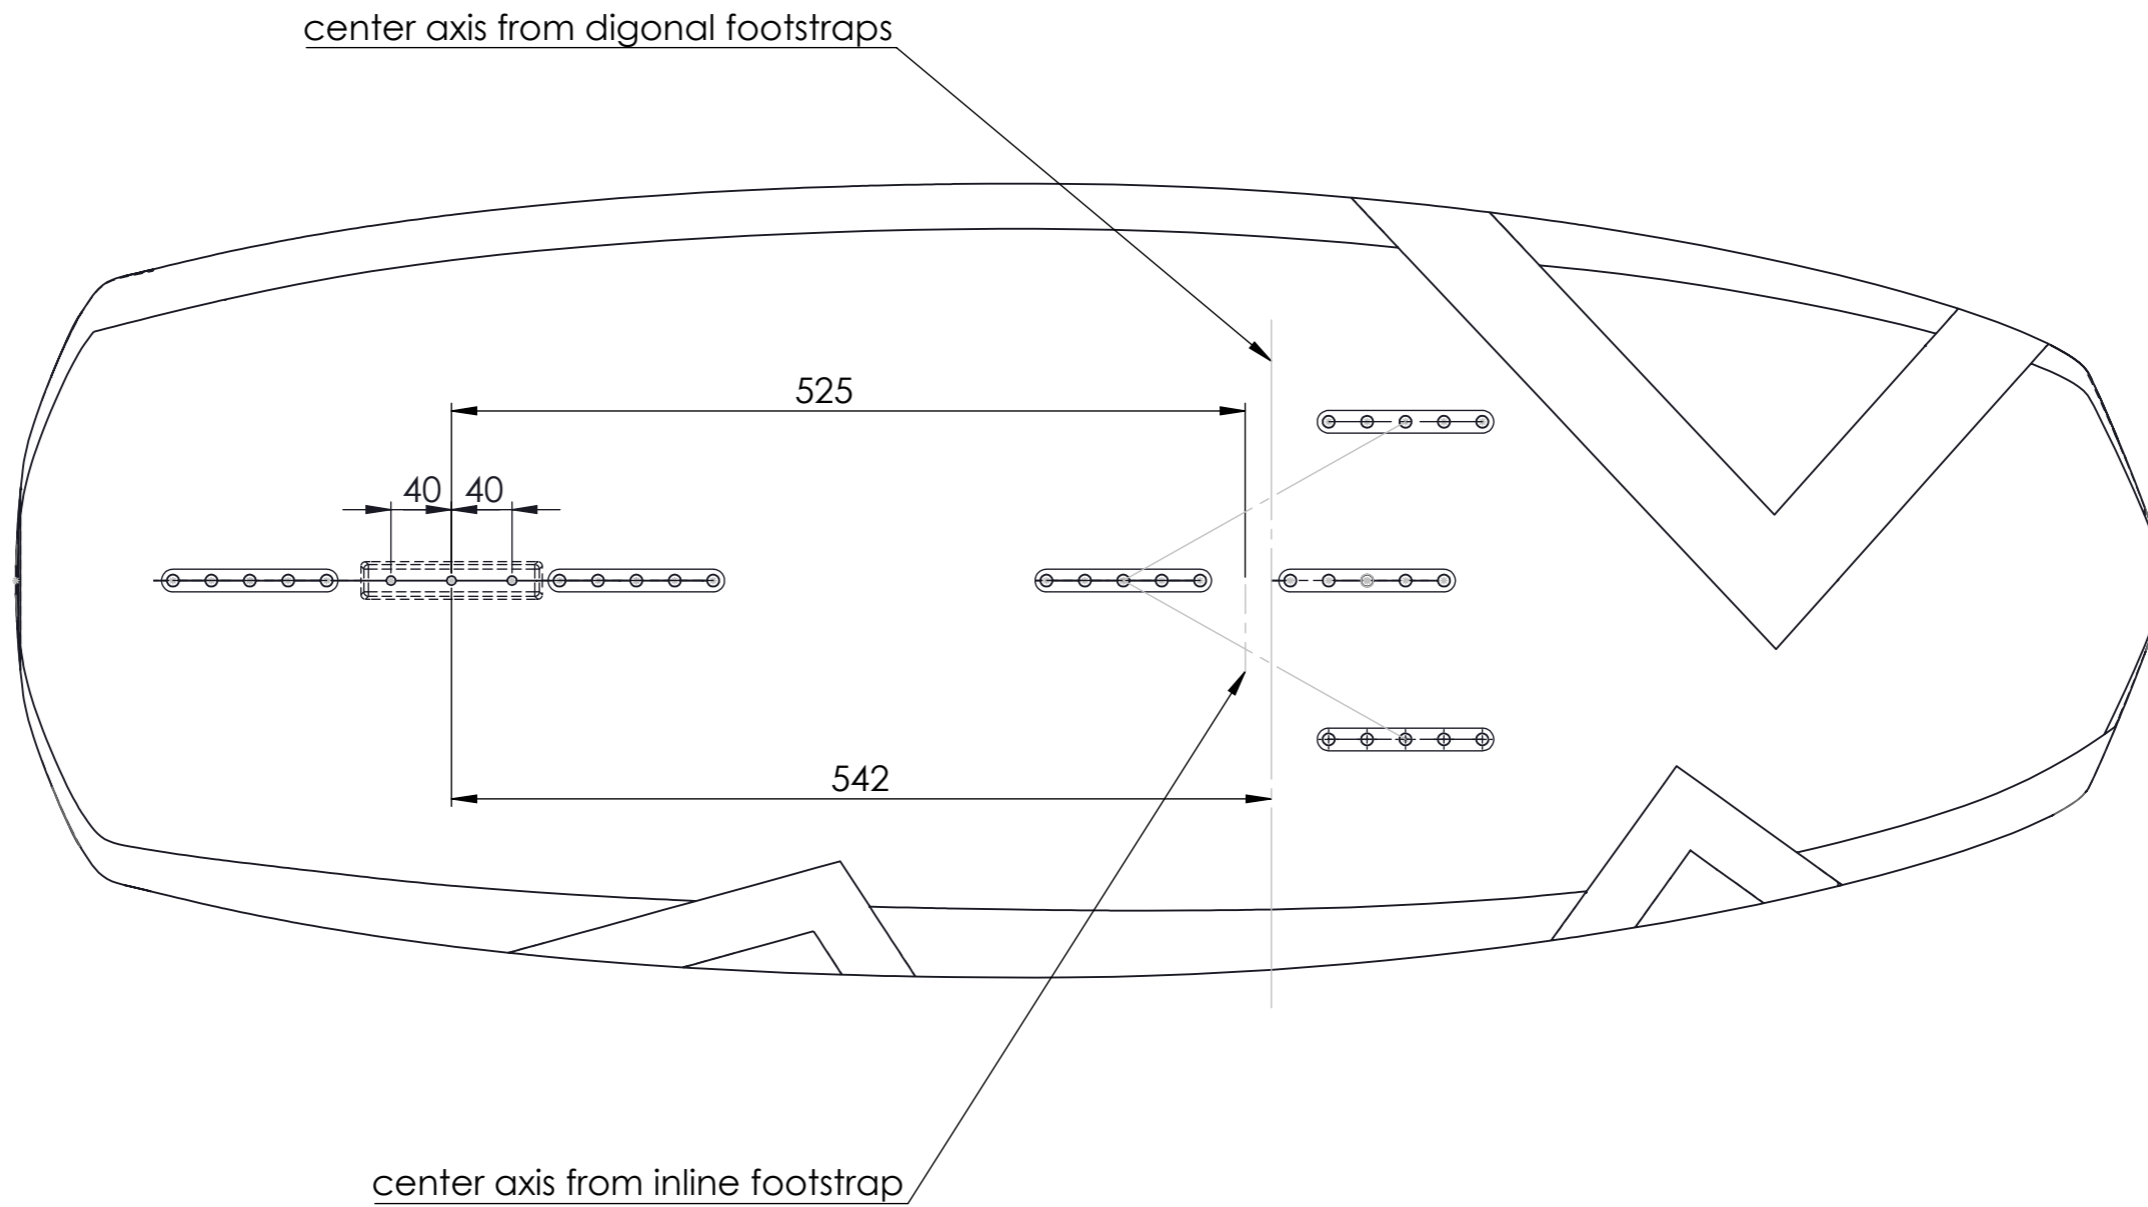 center axis from digonal footstraps
525
40 40
542
center axis from inline footstrap